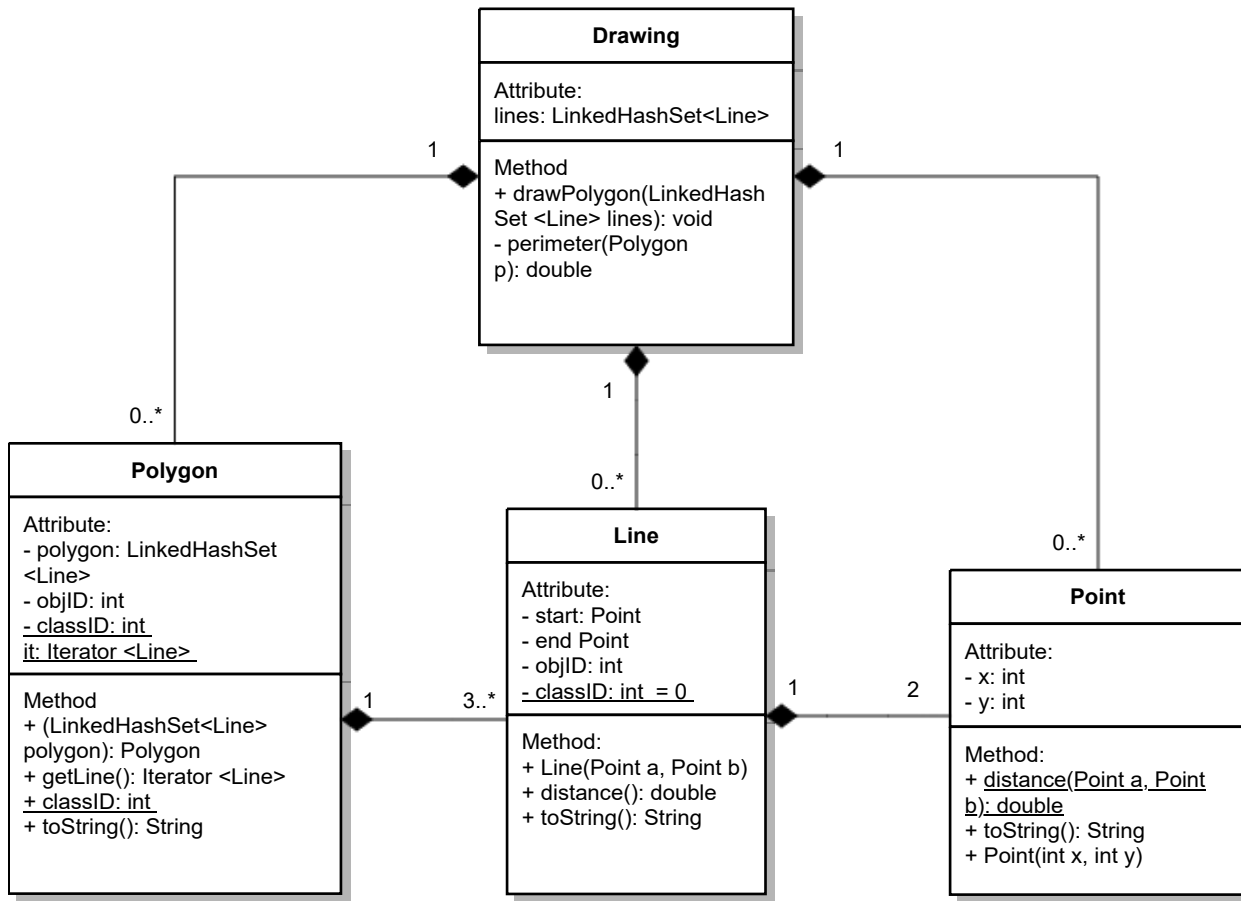 Drawing
Attribute:
lines: LinkedHashSet<Line>
Method
+ drawPolygon(LinkedHash
Set <Line> lines): void
- perimeter(Polygon
p): double
1
1
1
0..*
0..*
0..*
Polygon
Attribute:
- polygon: LinkedHashSet
<Line>
- objID: int
- classID: int
it: Iterator <Line>
Method
+ (LinkedHashSet<Line>
polygon): Polygon
+ getLine(): Iterator <Line>
+ classID: int
+ toString(): String
1
3..*
Line
Attribute:
- start: Point
- end Point
- objID: int
- classID: int  = 0
Method:
+ Line(Point a, Point b)
+ distance(): double
+ toString(): String
1
2
Point
Attribute:
- x: int
- y: int
Method:
+ distance(Point a, Point
b): double
+ toString(): String
+ Point(int x, int y)